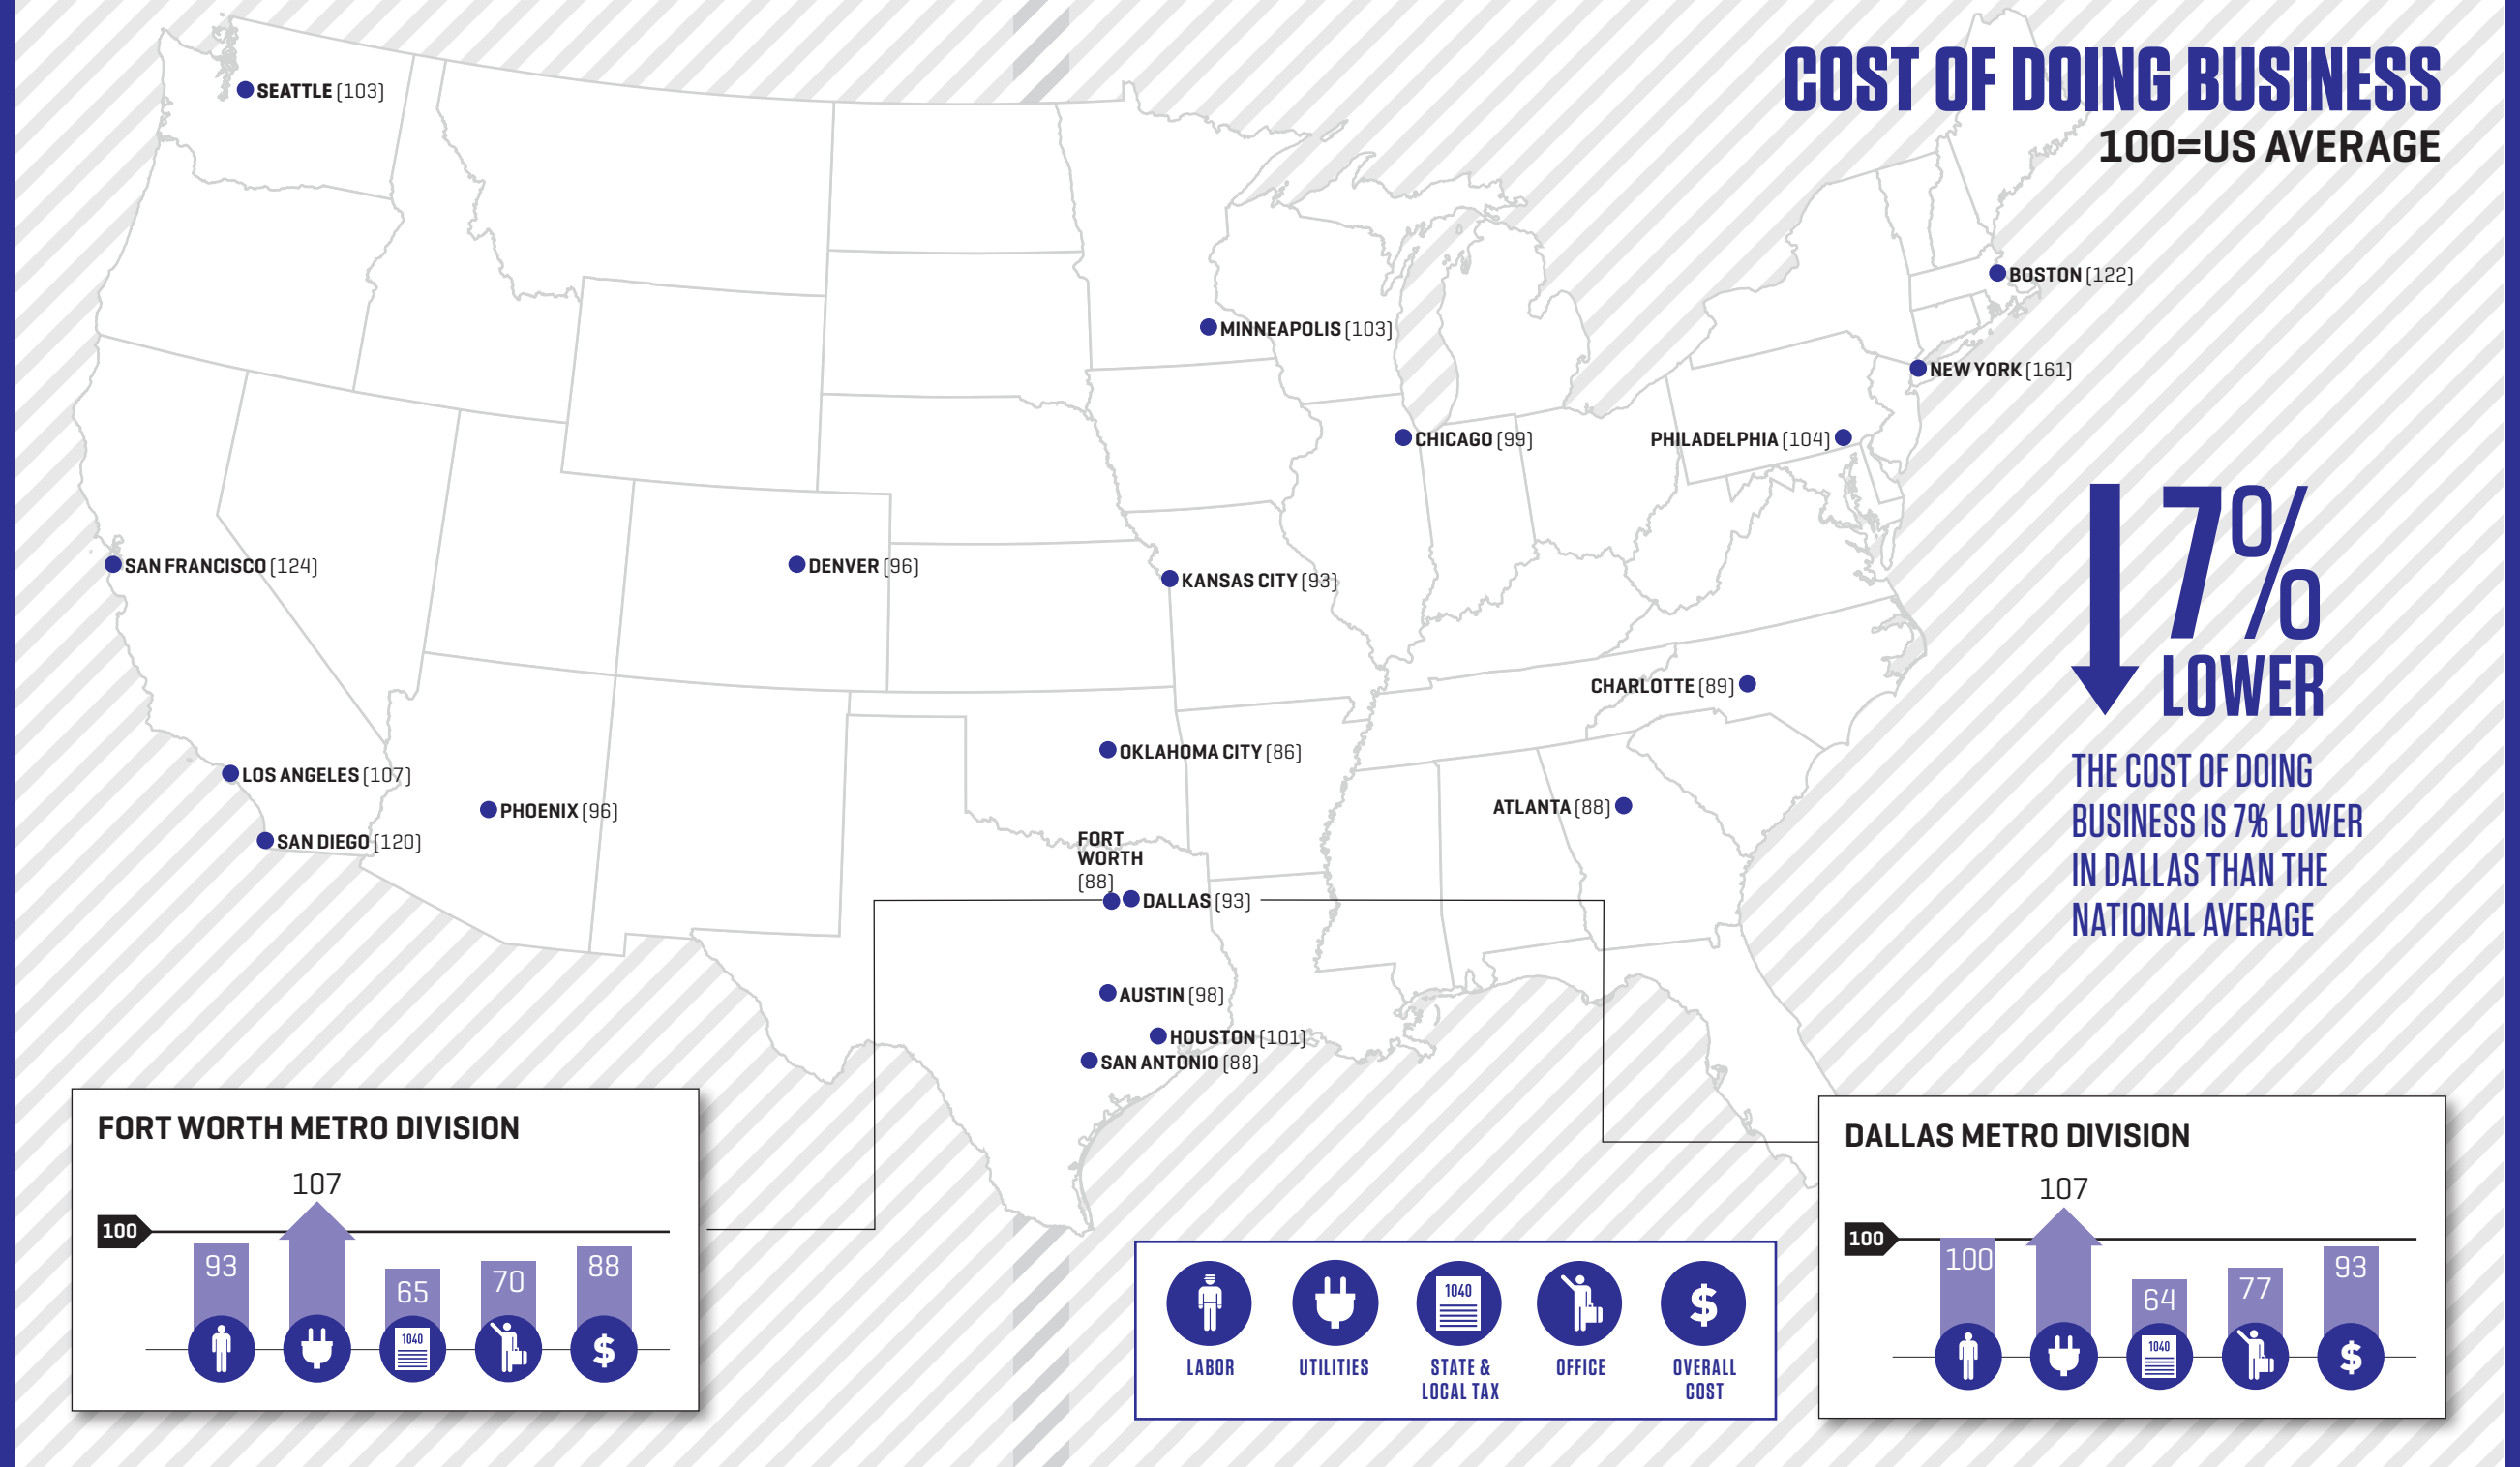 COST OF DOING BUSINESS
100=US AVERAGE
SEATTLE (103)
BOSTON (122)
MINNEAPOLIS (103)
NEW YORK (161)
CHICAGO (99)
PHILADELPHIA (104)
SAN FRANCISCO (124)
DENVER (96)
KANSAS CITY (93)
CHARLOTTE (89)
OKLAHOMA CITY (86)
LOS ANGELES (107)
PHOENIX (96)
ATLANTA (88)
SAN DIEGO (120)
FORT
WORTH
(88)
DALLAS (93)
AUSTIN (98)
HOUSTON (101)
SAN ANTONIO (88)
7%
LOWER
THE COST OF DOING
BUSINESS IS 7% LOWER
IN DALLAS THAN THE
NATIONAL AVERAGE
FORT WORTH METRO DIVISION
107
100
93
65
70
88
1040
$
1040
$
LABOR
UTILITIES
STATE &
LOCAL TAX
OFFICE
OVERALL
COST
DALLAS METRO DIVISION
107
100
100
64
77
93
1040
$